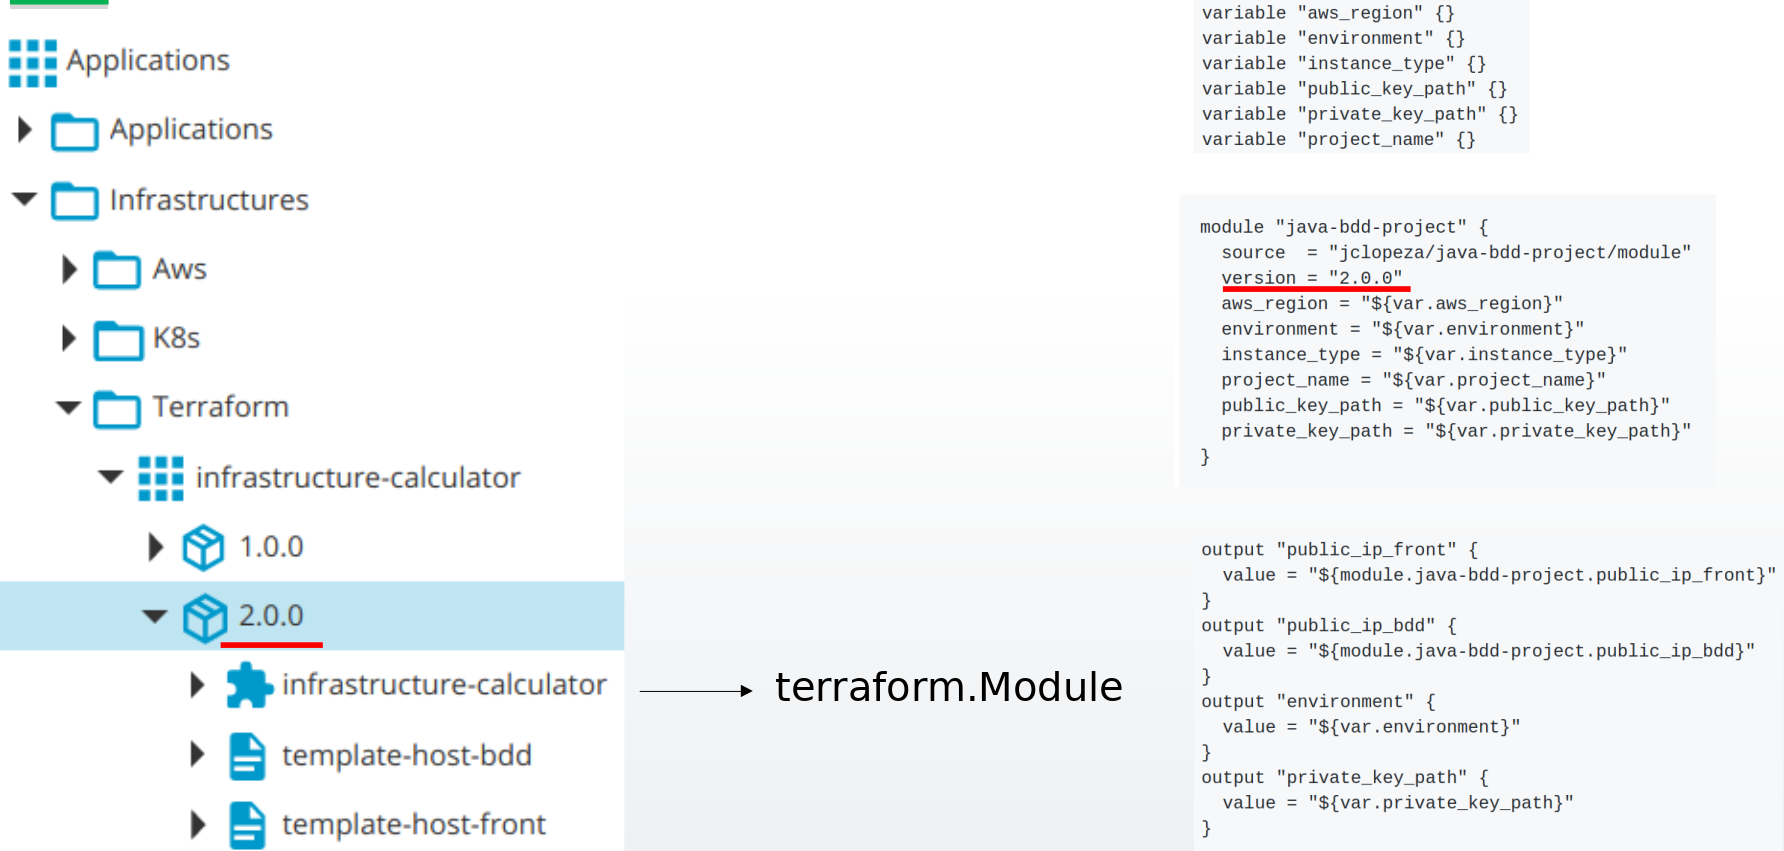 Applications
Applications
Infrastructures
Aws
K8s
Terraform
infrastructure-calculator
1.0.0
2.0.0
infrastructure-calculator
template-host-bdd
template-host-front
terraform.Module
variable "aws_region" {}
variable "environment" {}
variable "instance_type" {}
variable "public_key_path" {}
variable "private_key_path" {}
variable "project_name" {}
module "java-bdd-project" {
  source  = "jclopeza/java-bdd-project/module"
  version = "2.0.0"
  aws_region = "${var.aws_region}"
  environment = "${var.environment}"
  instance_type = "${var.instance_type}"
  project_name = "${var.project_name}"
  public_key_path = "${var.public_key_path}"
  private_key_path = "${var.private_key_path}"
}
output "public_ip_front" {
  value = "${module.java-bdd-project.public_ip_front}"
}
output "public_ip_bdd" {
  value = "${module.java-bdd-project.public_ip_bdd}"
}
output "environment" {
  value = "${var.environment}"
}
output "private_key_path" {
  value = "${var.private_key_path}"
}